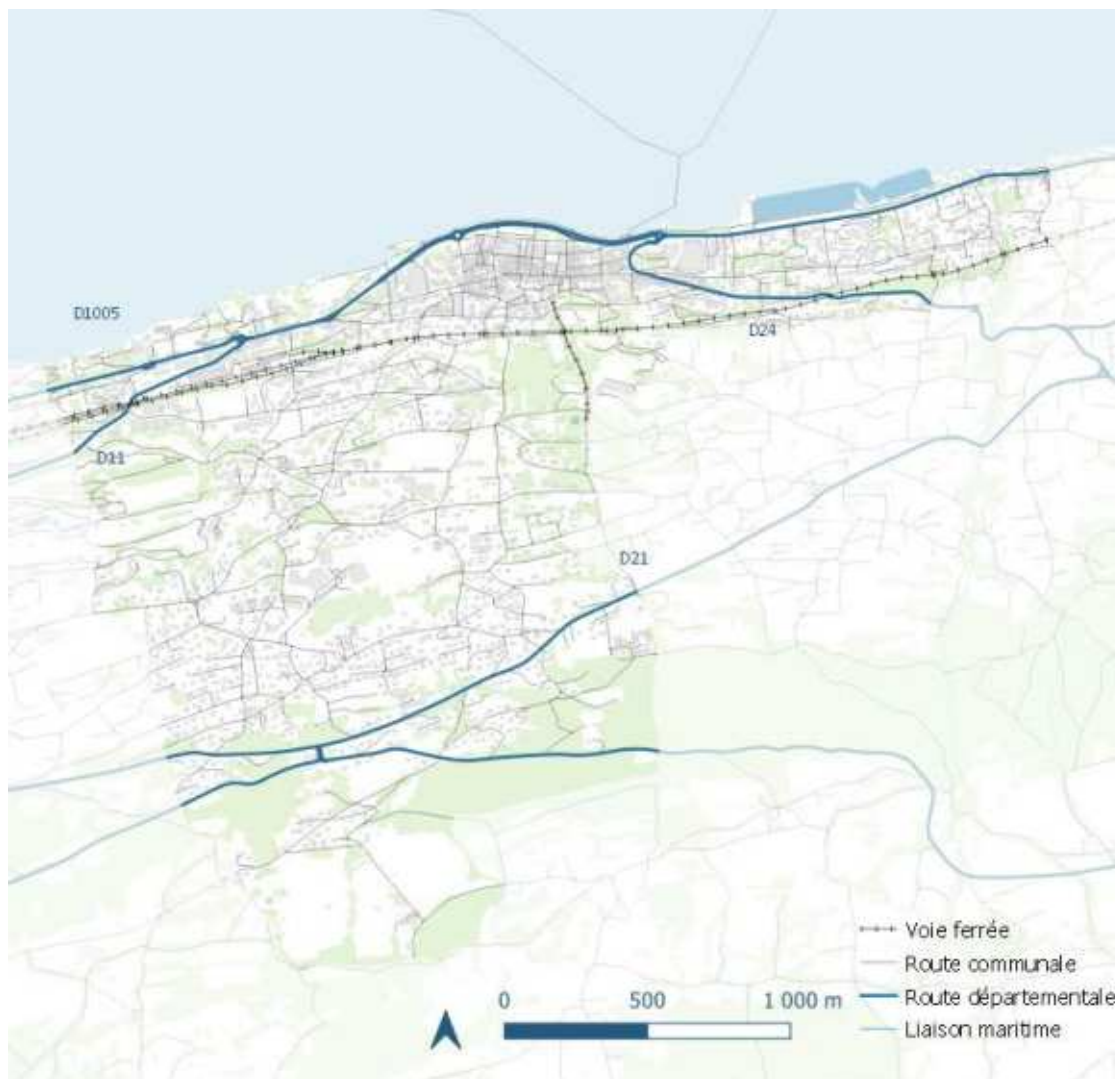 D1005
D24
D11
D21
Voie ferrée
Route communale
Route départementale
Liaison maritime
0 500 1 000 m